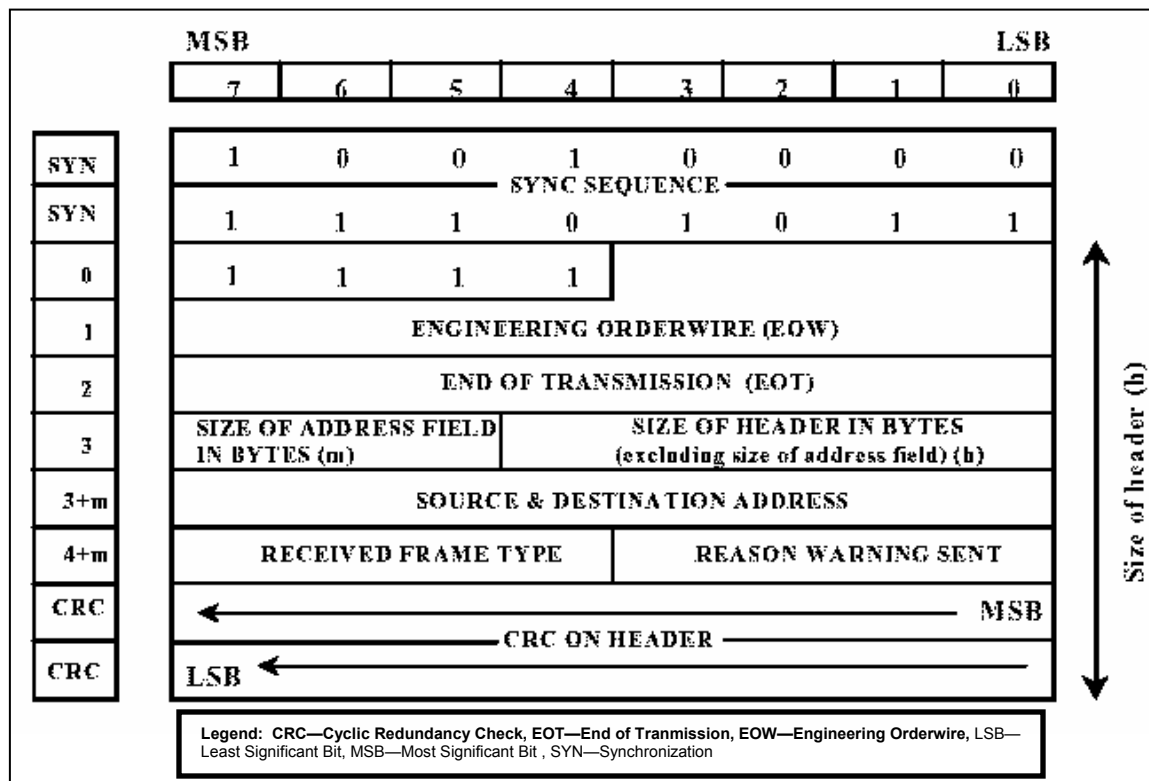 MSB LSB
7 6 5 4 3 2 1 0
SYN 1 0 0 1 0 0 0 0
SYNC SEQUENCE
SYN 1 1 1 0 1 0 1 1
0 1 1 1 1
1 ENGINEERING ORDERWIRE (EOW)
2 END OF TRANSMISSION (EOT)
3 SIZE OF ADDRESS FIELD
IN BYTES (m)
SIZE OF HEADER IN BYTES
(excluding size of address field) (h)
3+m SOURCE & DESTINATION ADDRESS
4+m RECEIVED FRAME TYPE REASON WARNING SENT
CRC MSB
CRC ON HEADER
CRC LSB
Size of header (h)
Legend: CRC—Cyclic Redundancy Check, EOT—End of Tranmission, EOW—Engineering Orderwire, LSB—
Least Significant Bit, MSB—Most Significant Bit , SYN—Synchronization